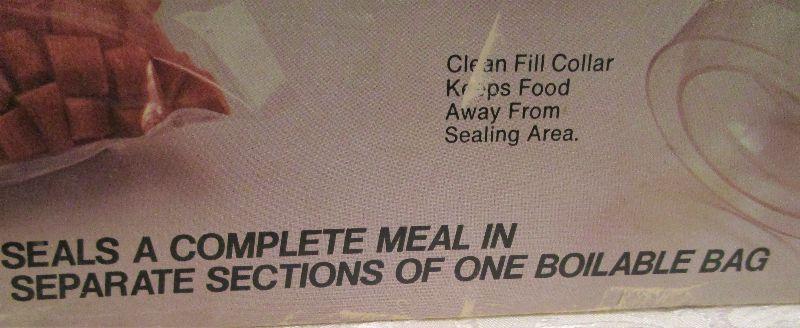 Clean Fill Collar
Keeps Food
Away From
Sealing Area.
SEALS A COMPLETE MEAL IN
SEPARATE SECTIONS OF ONE BOILABLE BAG